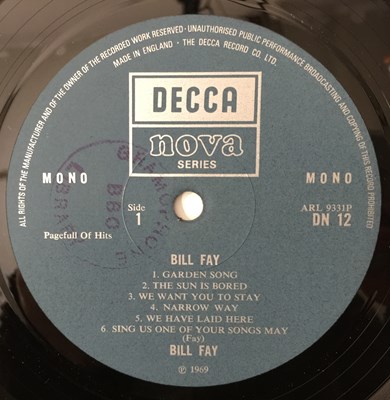 ALL RIGHTS OF THE MANUFACTURER AND OF THE OWNER OF THE RECORDED WORK RESERVED · UNAUTHORISED PUBLIC PERFORMANCE BROADCASTING AND COPYING OF THIS RECORD PROHIBITED
MADE IN ENGLAND · THE DECCA RECORD CO. LTD.
DECCA
nova
SERIES
MONO
MONO
GRAMOPHONE
BBC
LIBRARY
Side
1
ARL 9331P
DN 12
Pagefull Of Hits
BILL FAY
1. GARDEN SONG
2. THE SUN IS BORED
3. WE WANT YOU TO STAY
4. NARROW WAY
5. WE HAVE LAID HERE
6. SING US ONE OF YOUR SONGS MAY
(Fay)
BILL FAY
℗ 1969